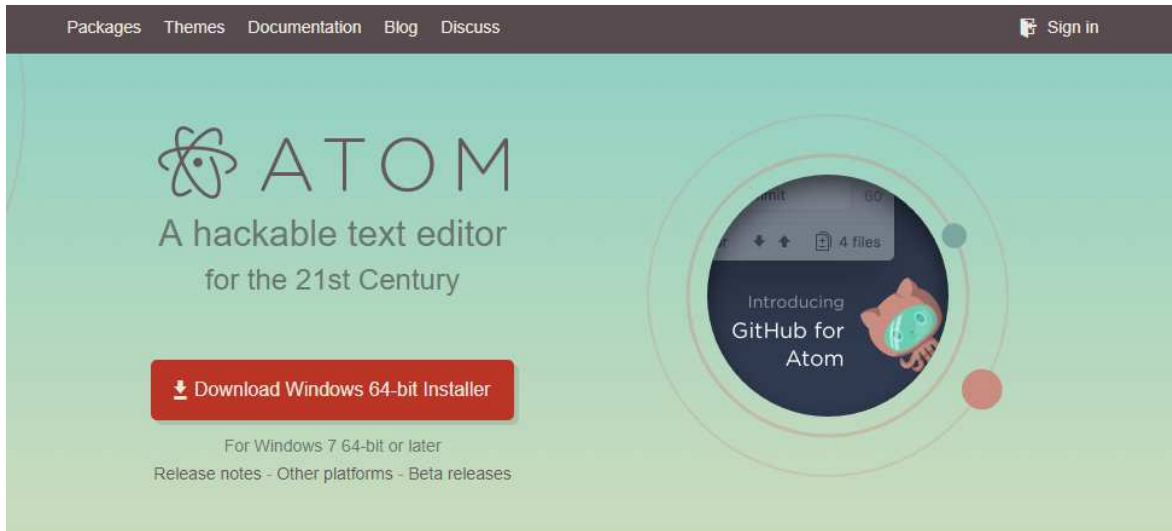 Packages Themes Documentation Blog Discuss Sign in
ATOM
A hackable text editor
for the 21st Century
Download Windows 64-bit Installer
For Windows 7 64-bit or later
Release notes - Other platforms - Beta releases
60
4 files
Introducing
GitHub for
Atom